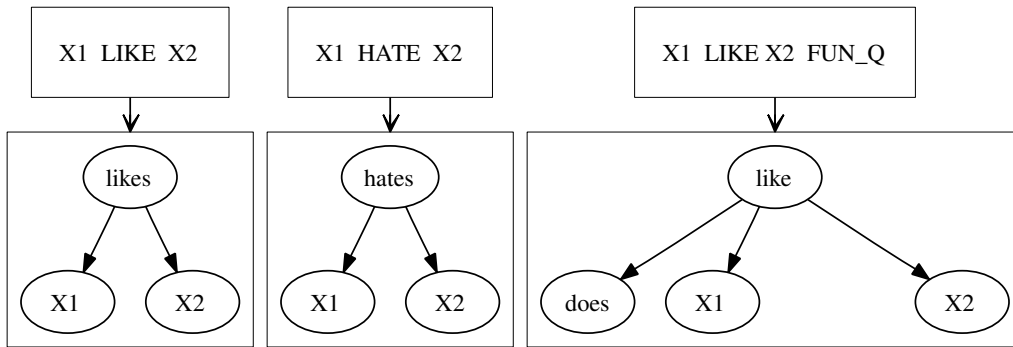 X1 LIKE X2
X1 HATE X2
X1 LIKE X2 FUN_Q
likes
hates
like
X1
X2
X1
X2
does
X1
X2